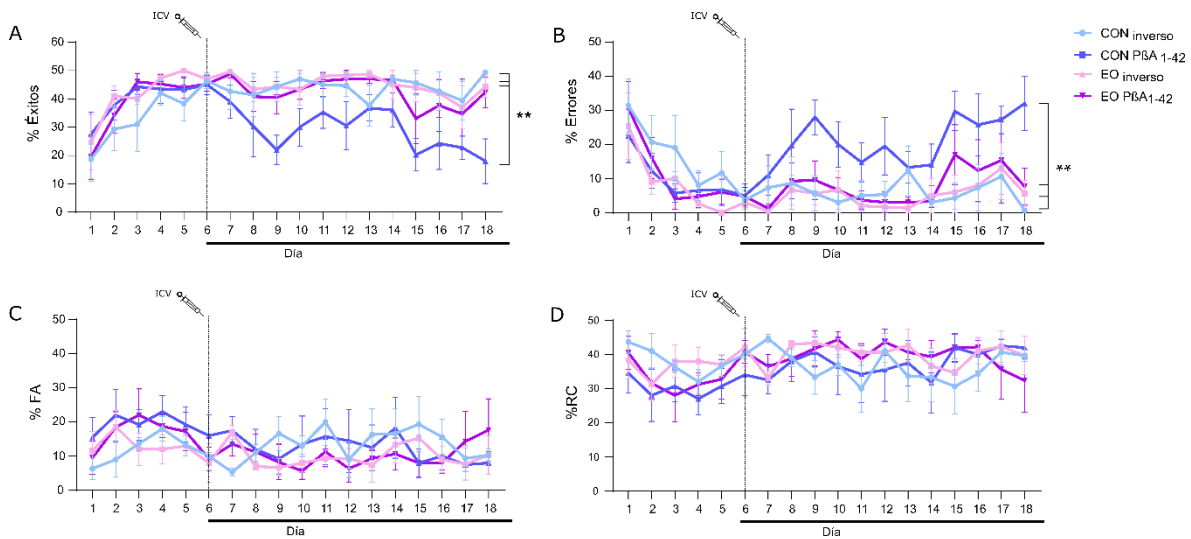 A
ICV
% Éxitos
60
50
40
30
20
10
0
1 2 3 4 5 6 7 8 9 10 11 12 13 14 15 16 17 18
Día
**
B
ICV
% Errores
50
40
30
20
10
0
1 2 3 4 5 6 7 8 9 10 11 12 13 14 15 16 17 18
Día
**
CON inverso
CON PßA 1-42
EO inverso
EO PßA1-42
C
ICV
% FA
50
40
30
20
10
0
1 2 3 4 5 6 7 8 9 10 11 12 13 14 15 16 17 18
Día
D
ICV
%RC
50
40
30
20
10
0
1 2 3 4 5 6 7 8 9 10 11 12 13 14 15 16 17 18
Día